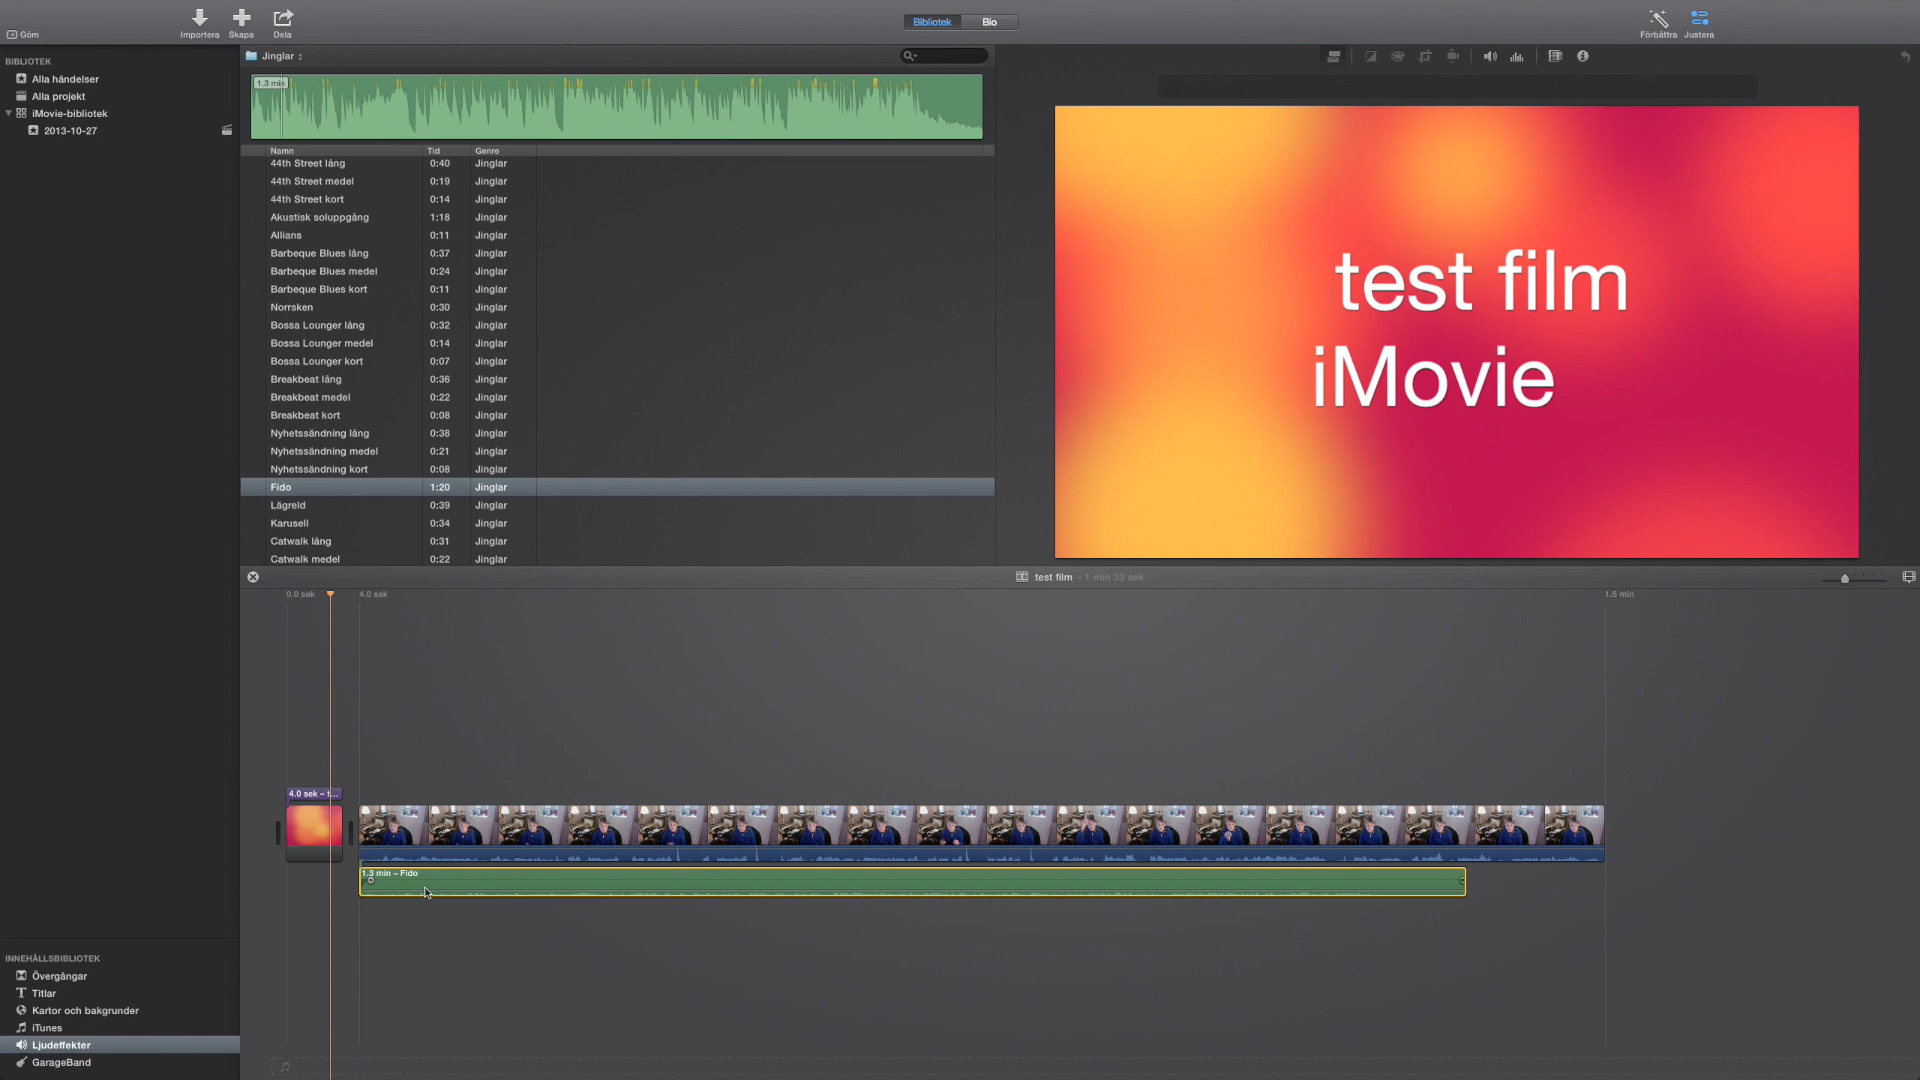 Göm
Importera
Skapa
Dela
Bibliotek
Bio
Förbättra
Justera
BIBLIOTEK
Alla händelser
Alla projekt
iMovie-bibliotek
2013-10-27
Jinglar
1.3 min
Namn Tid Genre
44th Street lång 0:40 Jinglar
44th Street medel 0:19 Jinglar
44th Street kort 0:14 Jinglar
Akustisk soluppgång 1:18 Jinglar
Allians 0:11 Jinglar
Barbeque Blues lång 0:37 Jinglar
Barbeque Blues medel 0:24 Jinglar
Barbeque Blues kort 0:11 Jinglar
Norrsken 0:30 Jinglar
Bossa Lounger lång 0:32 Jinglar
Bossa Lounger medel 0:14 Jinglar
Bossa Lounger kort 0:07 Jinglar
Breakbeat lång 0:36 Jinglar
Breakbeat medel 0:22 Jinglar
Breakbeat kort 0:08 Jinglar
Nyhetssändning lång 0:38 Jinglar
Nyhetssändning medel 0:21 Jinglar
Nyhetssändning kort 0:08 Jinglar
Fido 1:20 Jinglar
Lägreld 0:39 Jinglar
Karusell 0:34 Jinglar
Catwalk lång 0:31 Jinglar
Catwalk medel 0:22 Jinglar
test film
iMovie
test film – 1 min 33 sek
0.0 sek
4.0 sek
1.5 min
4.0 sek – t...
1.3 min – Fido
INNEHÅLLSBIBLIOTEK
Övergångar
Titlar
Kartor och bakgrunder
iTunes
Ljudeffekter
GarageBand